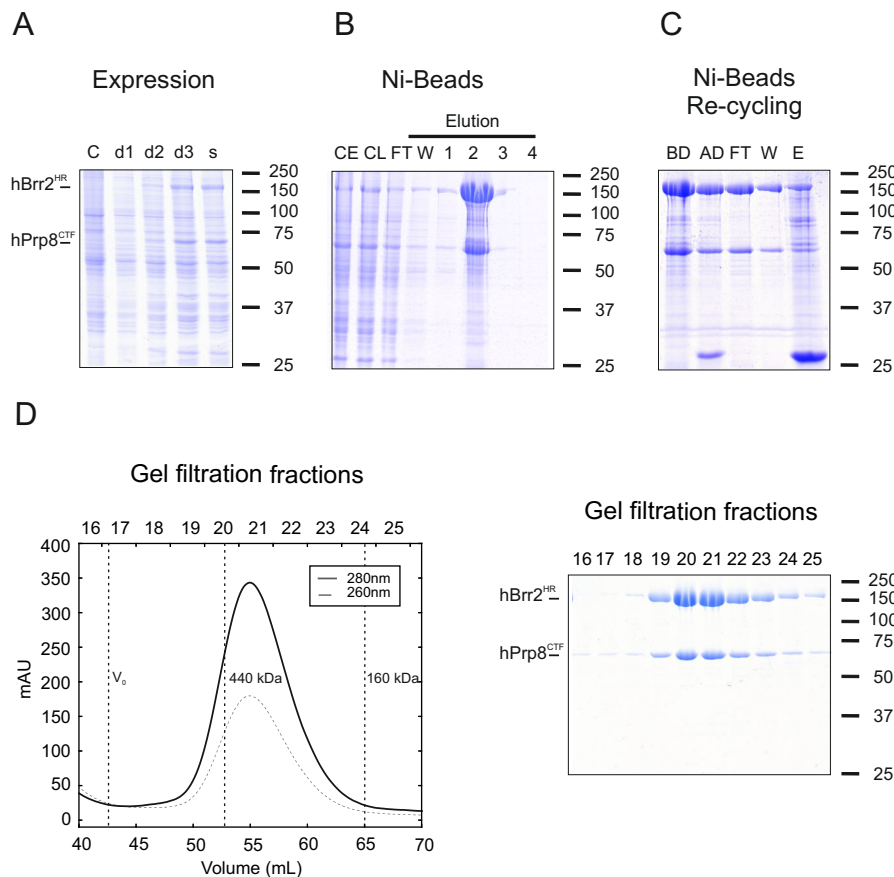 A
Expression
C d1 d2 d3 s
hBrr2HR
hPrp8CTF
250
150
100
75
50
37
25
B
Ni-Beads
Elution
CE CL FT W 1 2 3 4
250
150
100
75
50
37
25
C
Ni-Beads
Re-cycling
BD AD FT W E
250
150
100
75
50
37
25
D
Gel filtration fractions
16 17 18 19 20 21 22 23 24 25
400
350
300
250
200
150
100
50
0
mAU
280nm
260nm
V0
440 kDa
160 kDa
40 45 50 55 60 65 70
Volume (mL)
Gel filtration fractions
16 17 18 19 20 21 22 23 24 25
hBrr2HR
hPrp8CTF
250
150
100
75
50
37
25